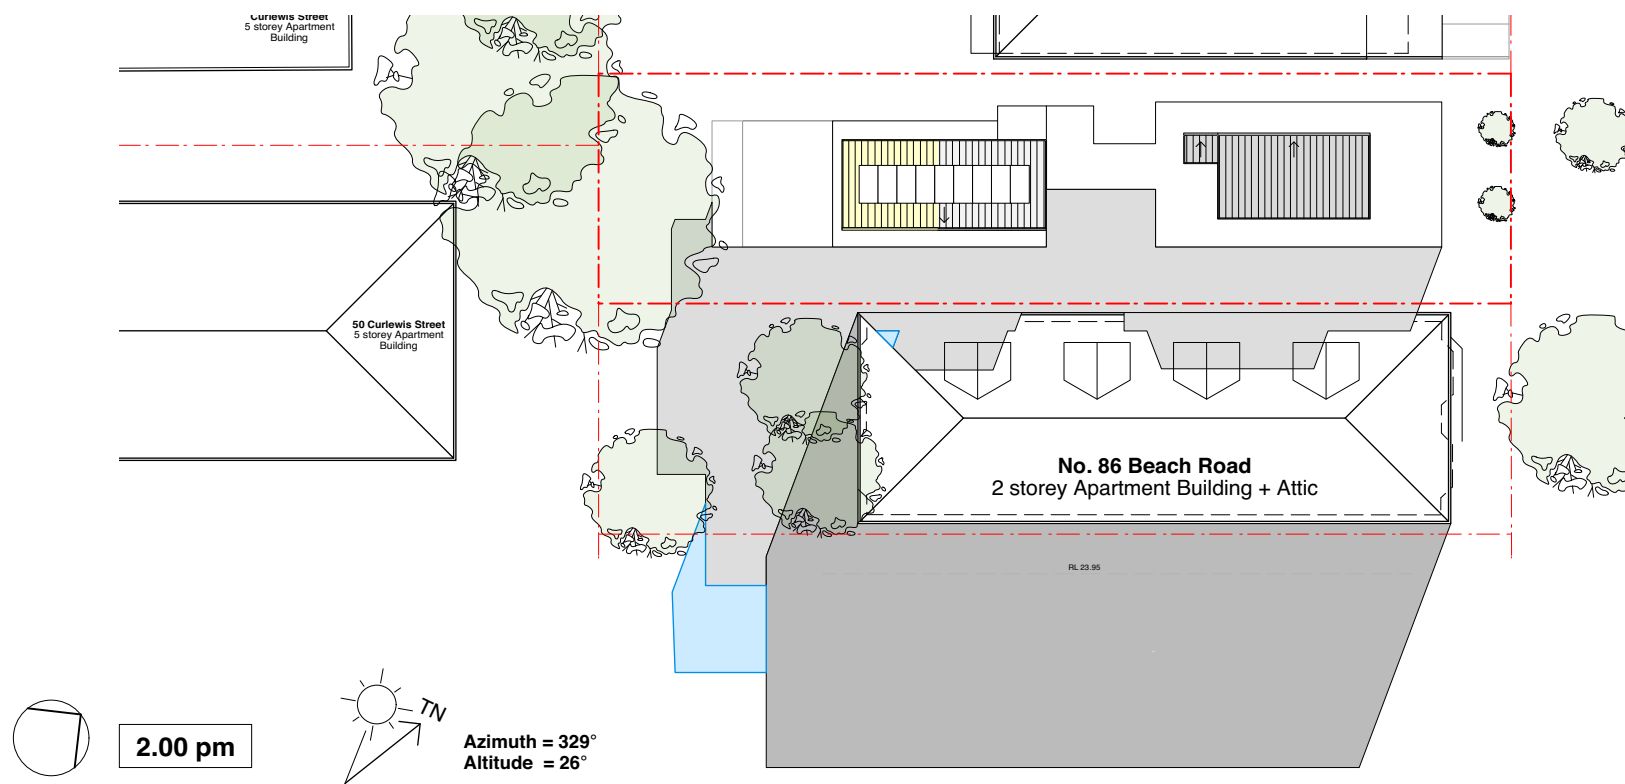 Curlewis Street
5 storey Apartment
Building
50 Curlewis Street
5 storey Apartment
Building
No. 86 Beach Road
2 storey Apartment Building + Attic
RL 23.95
2.00 pm
TN
Azimuth = 329°
Altitude = 26°